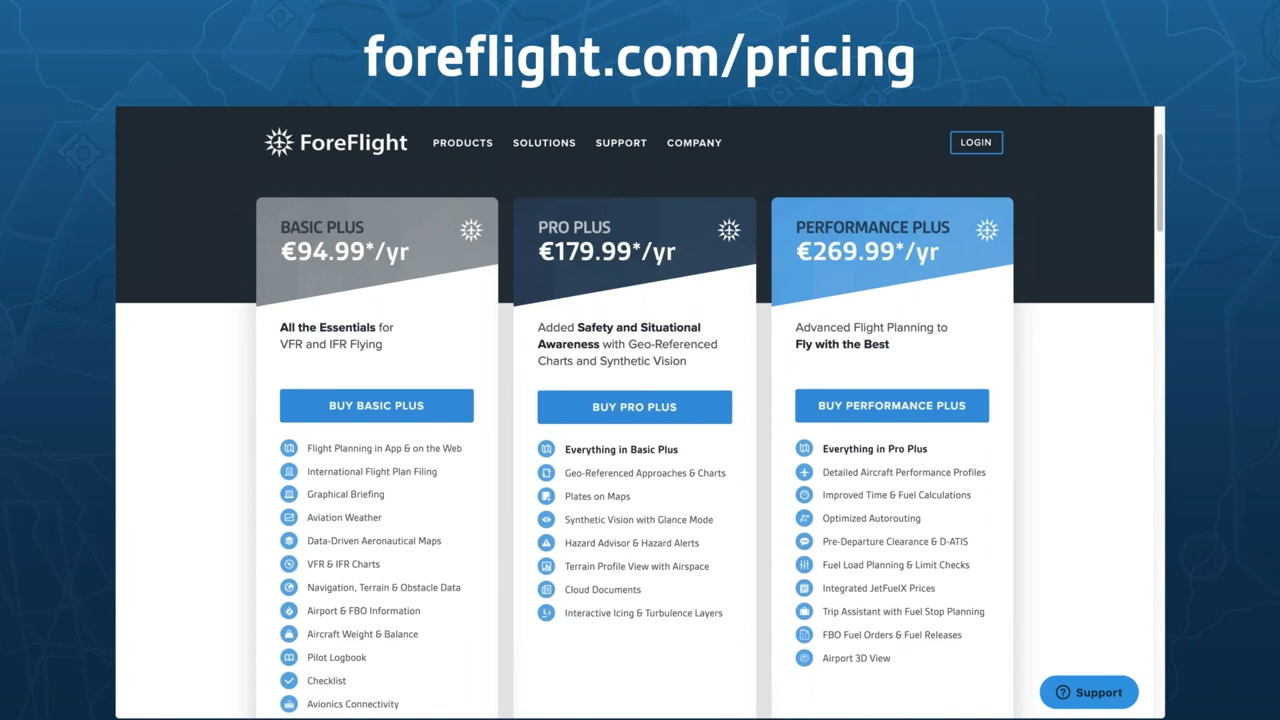 foreflight.com/pricing
ForeFlight
PRODUCTS
SOLUTIONS
SUPPORT
COMPANY
LOGIN
BASIC PLUS
€94.99*/yr
All the Essentials for
VFR and IFR Flying
BUY BASIC PLUS
Flight Planning in App & on the Web
International Flight Plan Filing
Graphical Briefing
Aviation Weather
Data-Driven Aeronautical Maps
VFR & IFR Charts
Navigation, Terrain & Obstacle Data
Airport & FBO Information
Aircraft Weight & Balance
Pilot Logbook
Checklist
Avionics Connectivity
PRO PLUS
€179.99*/yr
Added Safety and Situational
Awareness with Geo-Referenced
Charts and Synthetic Vision
BUY PRO PLUS
Everything in Basic Plus
Geo-Referenced Approaches & Charts
Plates on Maps
Synthetic Vision with Glance Mode
Hazard Advisor & Hazard Alerts
Terrain Profile View with Airspace
Cloud Documents
Interactive Icing & Turbulence Layers
PERFORMANCE PLUS
€269.99*/yr
Advanced Flight Planning to
Fly with the Best
BUY PERFORMANCE PLUS
Everything in Pro Plus
Detailed Aircraft Performance Profiles
Improved Time & Fuel Calculations
Optimized Autorouting
Pre-Departure Clearance & D-ATIS
Fuel Load Planning & Limit Checks
Integrated JetFuelX Prices
Trip Assistant with Fuel Stop Planning
FBO Fuel Orders & Fuel Releases
Airport 3D View
Support